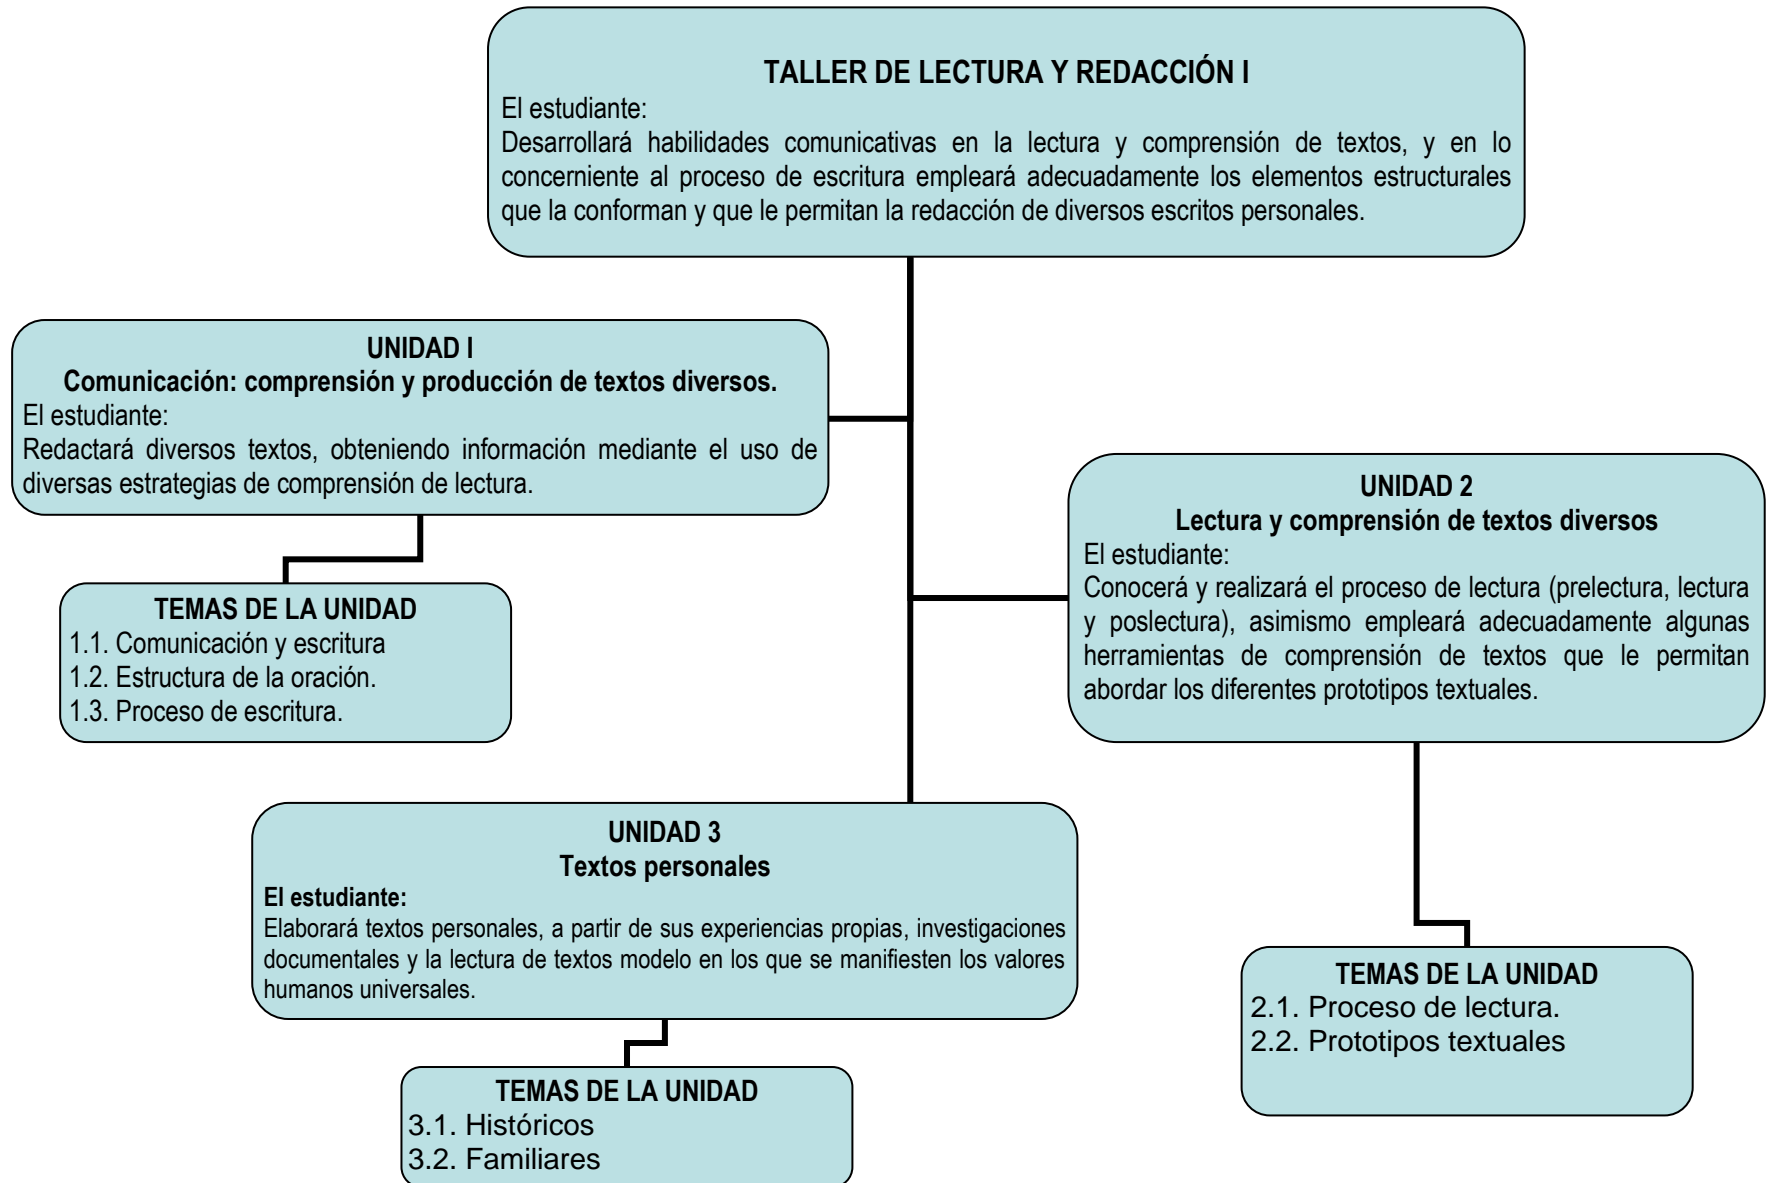 TALLER DE LECTURA Y REDACCIÓN I
El estudiante:
Desarrollará habilidades comunicativas en la lectura y comprensión de textos, y en lo
concerniente al proceso de escritura empleará adecuadamente los elementos estructurales
que la conforman y que le permitan la redacción de diversos escritos personales.
UNIDAD I
Comunicación: comprensión y producción de textos diversos.
El estudiante:
Redactará diversos textos, obteniendo información mediante el uso de
diversas estrategias de comprensión de lectura.
TEMAS DE LA UNIDAD
1.1. Comunicación y escritura
1.2. Estructura de la oración.
1.3. Proceso de escritura.
UNIDAD 2
Lectura y comprensión de textos diversos
El estudiante:
Conocerá y realizará el proceso de lectura (prelectura, lectura
y poslectura), asimismo empleará adecuadamente algunas
herramientas de comprensión de textos que le permitan
abordar los diferentes prototipos textuales.
TEMAS DE LA UNIDAD
2.1. Proceso de lectura.
2.2. Prototipos textuales
UNIDAD 3
Textos personales
El estudiante:
Elaborará textos personales, a partir de sus experiencias propias, investigaciones
documentales y la lectura de textos modelo en los que se manifiesten los valores
humanos universales.
TEMAS DE LA UNIDAD
3.1. Históricos
3.2. Familiares